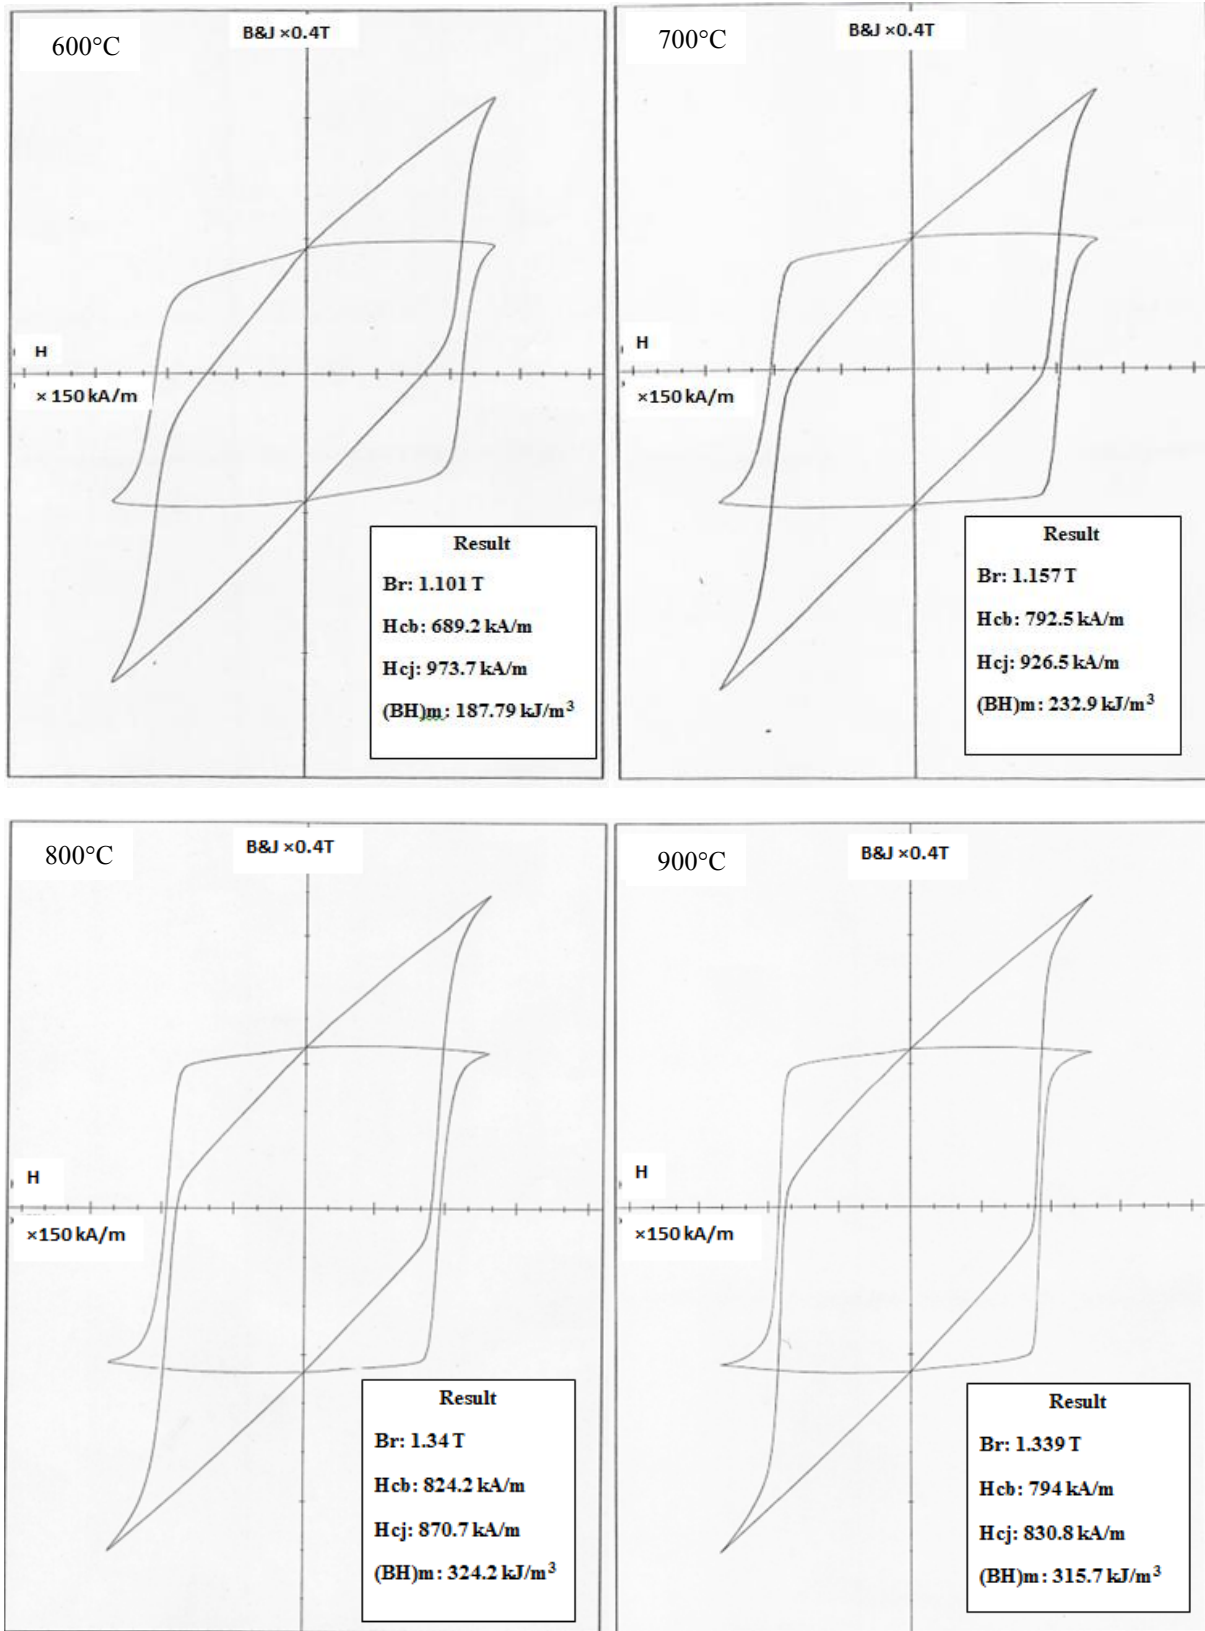 600°C
B&J ×0.4T
H
× 150 kA/m
Result
Br: 1.101 T
Hcb: 689.2 kA/m
Hcj: 973.7 kA/m
(BH)m: 187.79 kJ/m³
700°C
B&J ×0.4T
H
×150 kA/m
Result
Br: 1.157 T
Hcb: 792.5 kA/m
Hcj: 926.5 kA/m
(BH)m: 232.9 kJ/m³
800°C
B&J ×0.4T
H
×150 kA/m
Result
Br: 1.34 T
Hcb: 824.2 kA/m
Hcj: 870.7 kA/m
(BH)m: 324.2 kJ/m³
900°C
B&J ×0.4T
H
×150 kA/m
Result
Br: 1.339 T
Hcb: 794 kA/m
Hcj: 830.8 kA/m
(BH)m: 315.7 kJ/m³